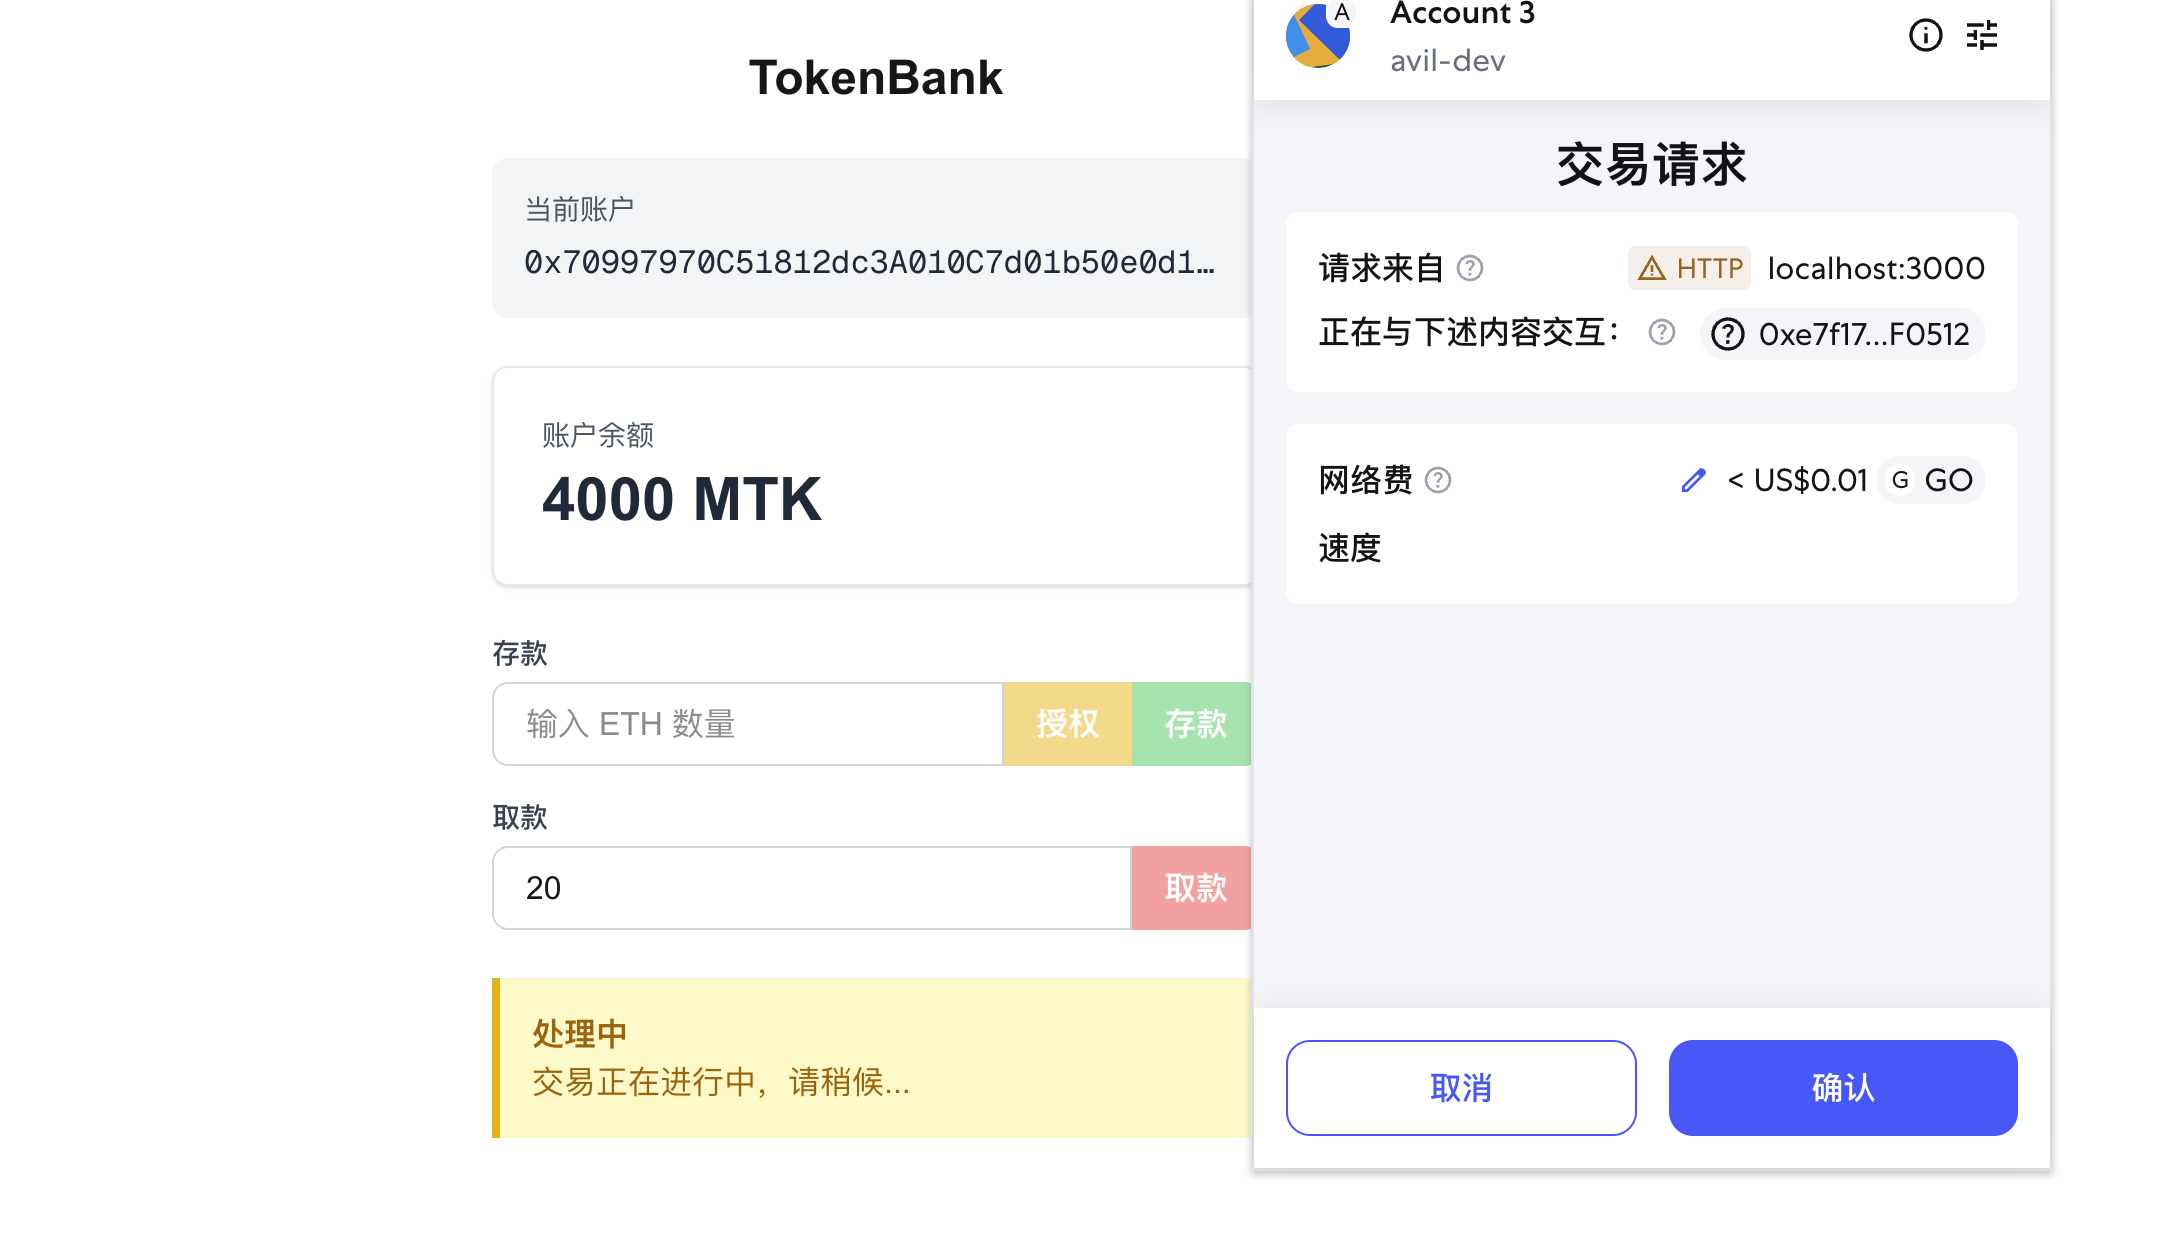 TokenBank
当前账户
0x70997970C51812dc3A010C7d01b50e0d1…
账户余额
4000 MTK
存款
输入 ETH 数量
授权
存款
取款
20
取款
处理中
交易正在进行中，请稍候...
A
Account 3
avil-dev
交易请求
请求来自
HTTP localhost:3000
正在与下述内容交互：
0xe7f17...F0512
网络费
< US$0.01 G GO
速度
取消
确认